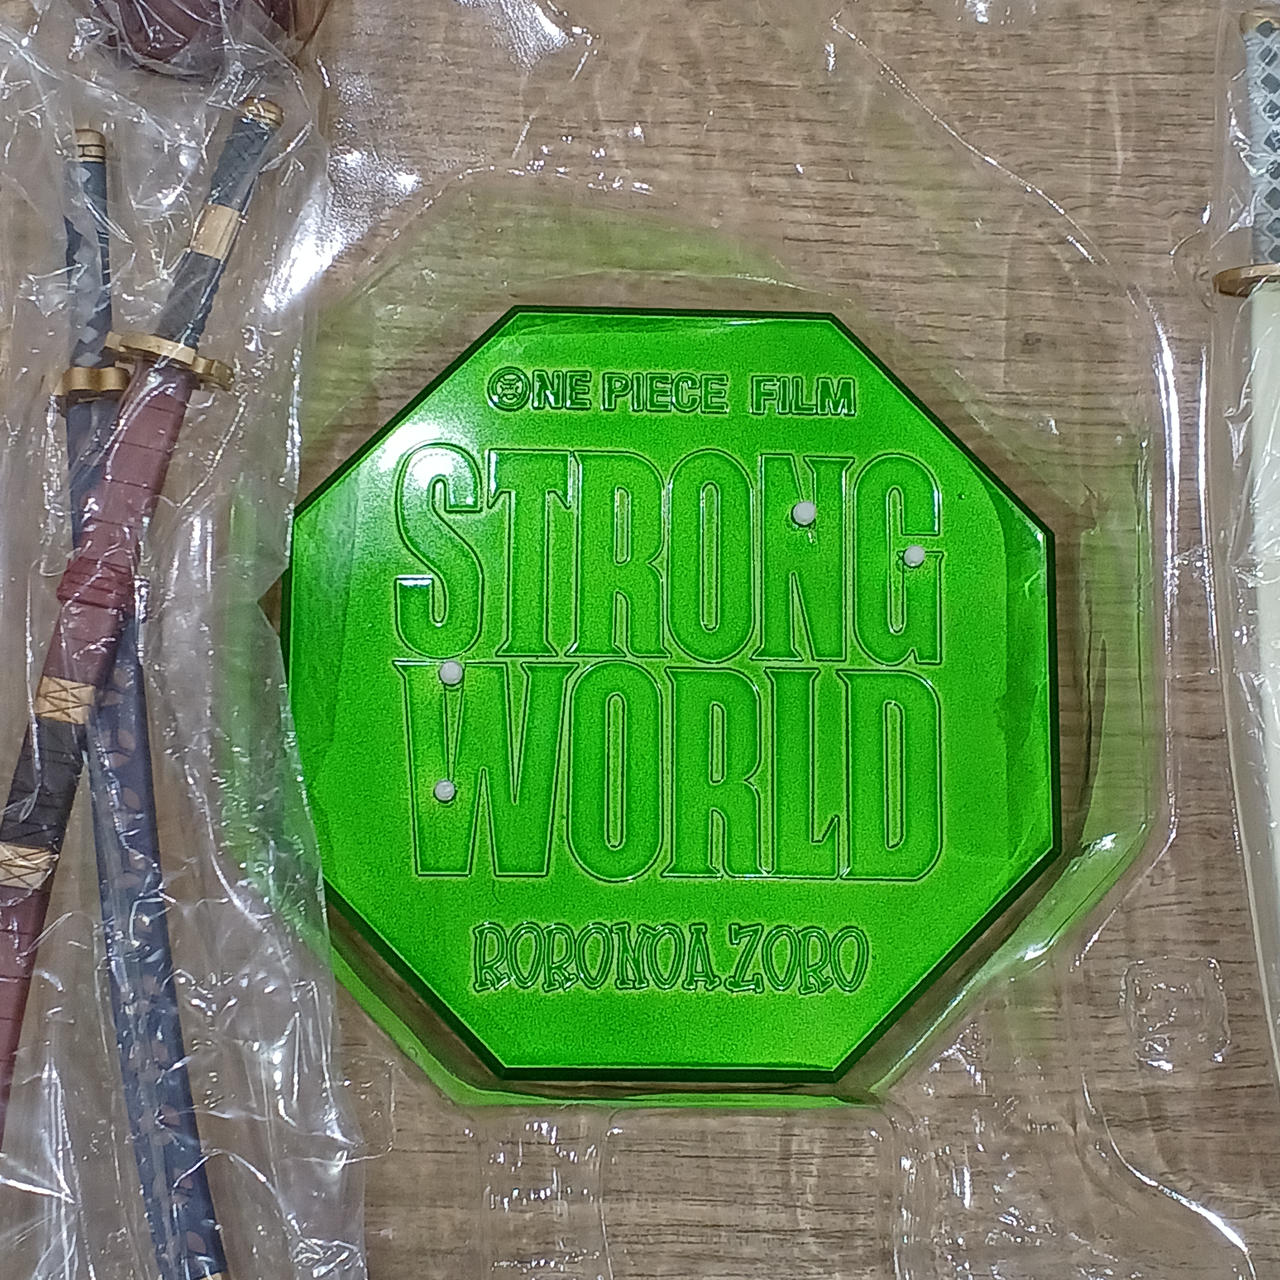 ONE PIECE FILM
STRONG
WORLD
RORONOA ZORO